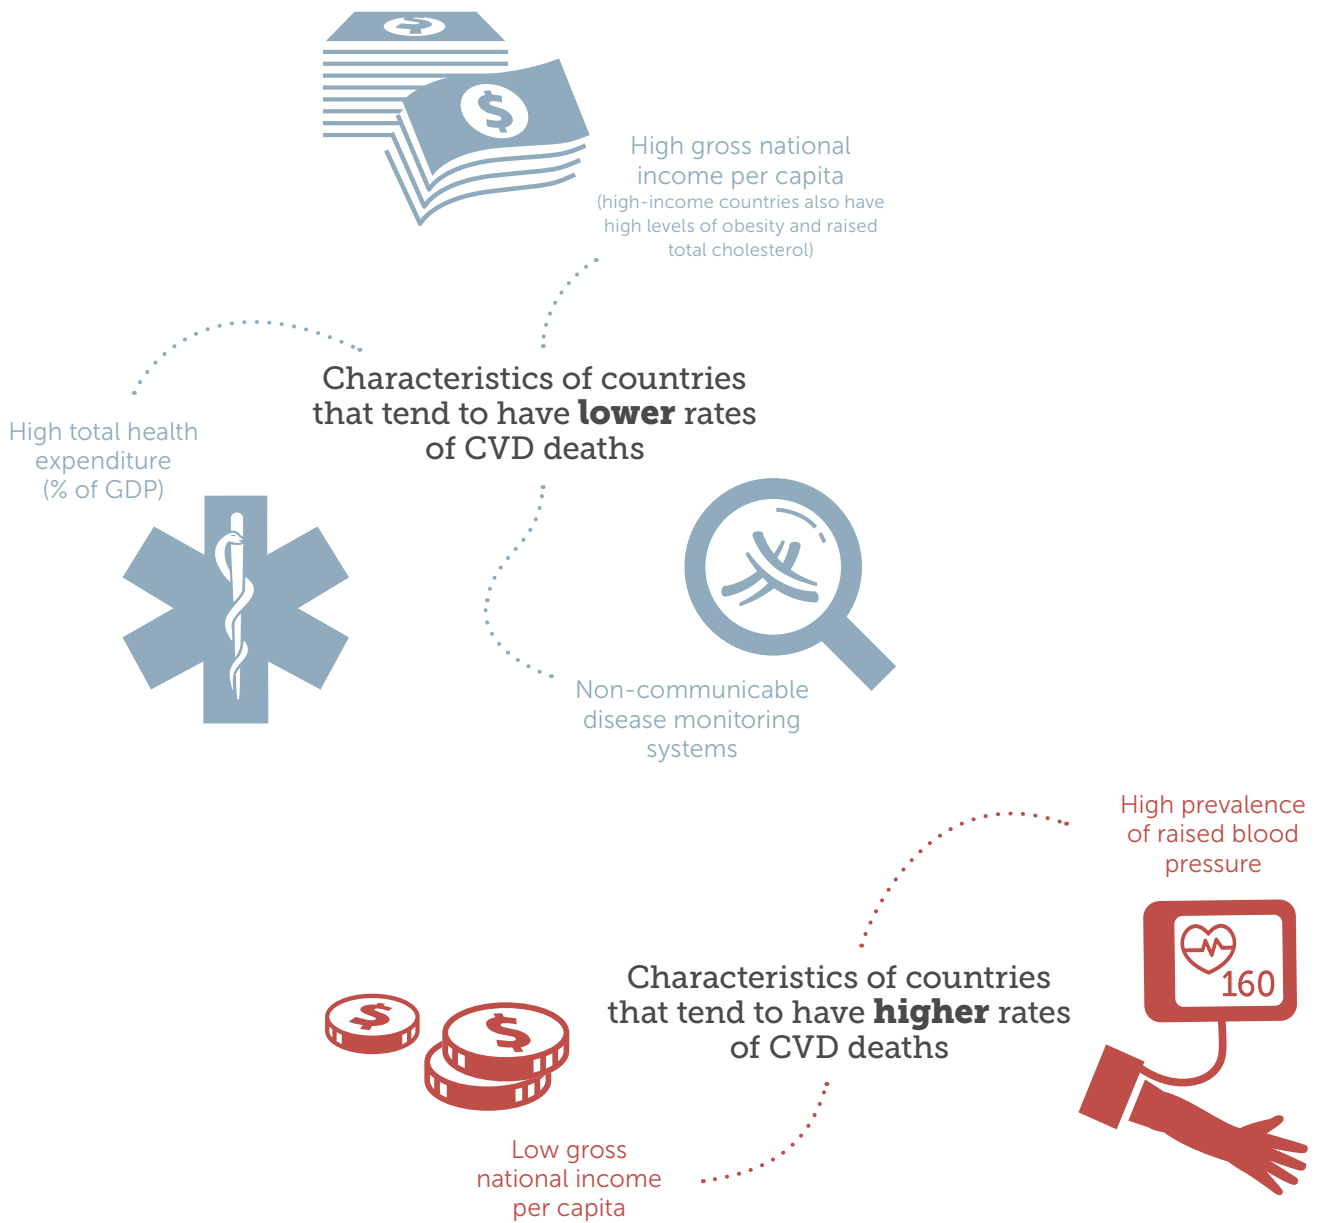 $
$
High gross national
income per capita
(high-income countries also have
high levels of obesity and raised
total cholesterol)
Characteristics of countries
that tend to have lower rates
of CVD deaths
High total health
expenditure
(% of GDP)
Non-communicable
disease monitoring
systems
High prevalence
of raised blood
pressure
160
Characteristics of countries
that tend to have higher rates
of CVD deaths
$
$
Low gross
national income
per capita